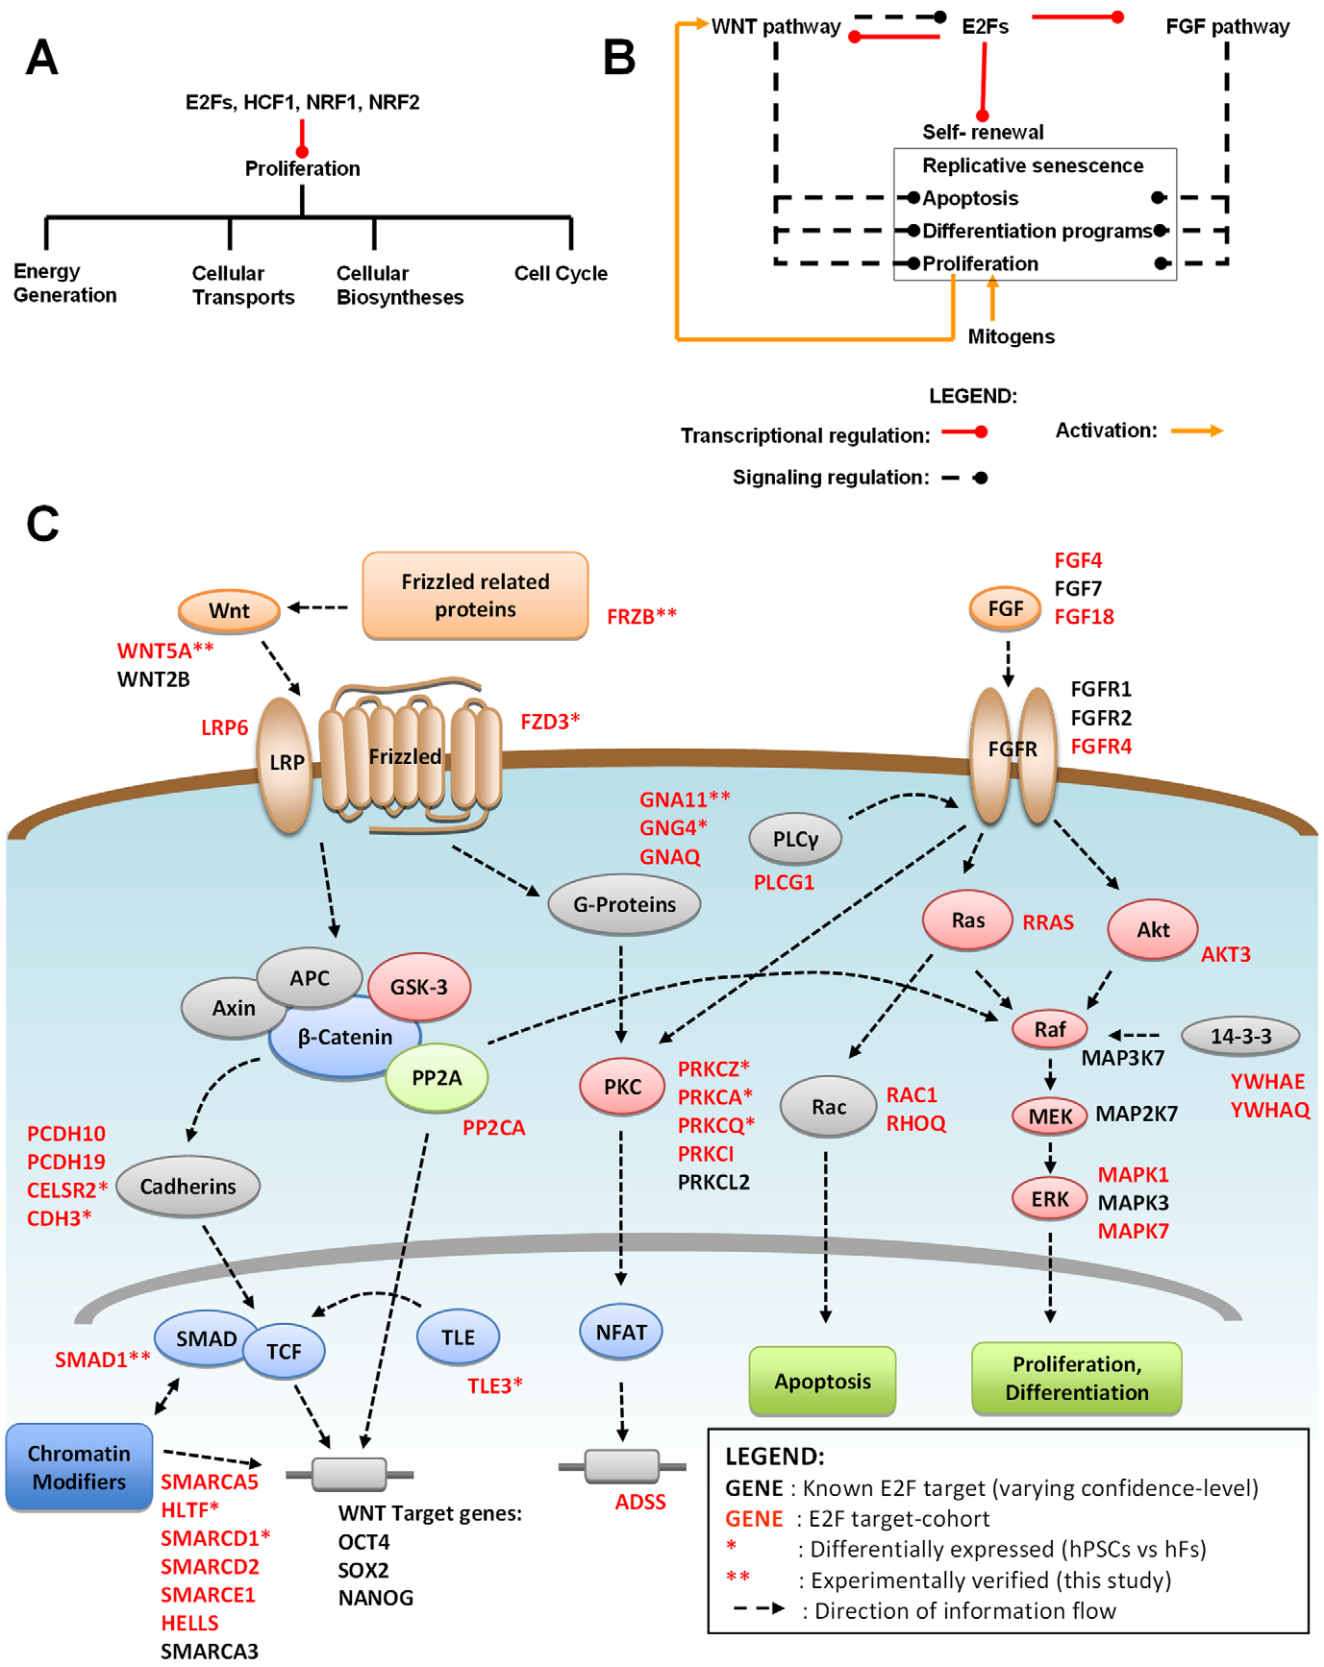 A
E2Fs, HCF1, NRF1, NRF2
Proliferation
Energy
Generation
Cellular
Transports
Cellular
Biosyntheses
Cell Cycle
B
WNT pathway
E2Fs
FGF pathway
Self- renewal
Replicative senescence
Apoptosis
Differentiation programs
Proliferation
Mitogens
LEGEND:
Transcriptional regulation:
Activation:
Signaling regulation:
C
Wnt
WNT5A**
WNT2B
Frizzled related
proteins
FRZB**
FGF
FGF4
FGF7
FGF18
LRP6
LRP
Frizzled
FZD3*
FGFR
FGFR1
FGFR2
FGFR4
GNA11**
GNG4*
GNAQ
G-Proteins
PLCγ
PLCG1
Ras
RRAS
Akt
AKT3
APC
Axin
GSK-3
β-Catenin
PP2A
PP2CA
Raf
MAP3K7
14-3-3
YWHAE
YWHAQ
PKC
PRKCZ*
PRKCA*
PRKCQ*
PRKCI
PRKCL2
Rac
RAC1
RHOQ
MEK
MAP2K7
ERK
MAPK1
MAPK3
MAPK7
PCDH10
PCDH19
CELSR2*
CDH3*
Cadherins
SMAD
TCF
SMAD1**
TLE
TLE3*
NFAT
Apoptosis
Proliferation,
Differentiation
Chromatin
Modifiers
SMARCA5
HLTF*
SMARCD1*
SMARCD2
SMARCE1
HELLS
SMARCA3
WNT Target genes:
OCT4
SOX2
NANOG
ADSS
LEGEND:
GENE : Known E2F target (varying confidence-level)
GENE : E2F target-cohort
* : Differentially expressed (hPSCs vs hFs)
** : Experimentally verified (this study)
: Direction of information flow